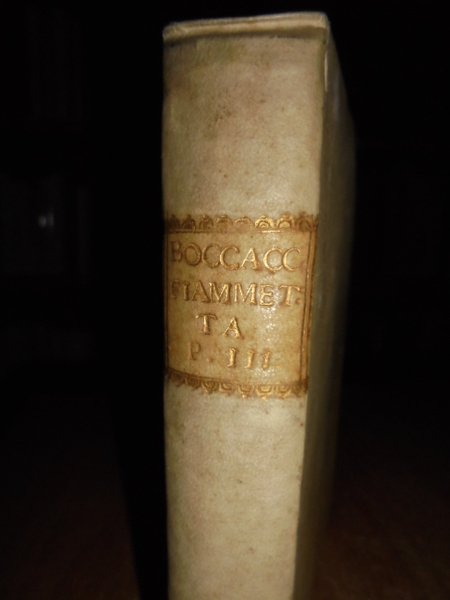 BOCCACC
FIAMMET:
TA
P. III